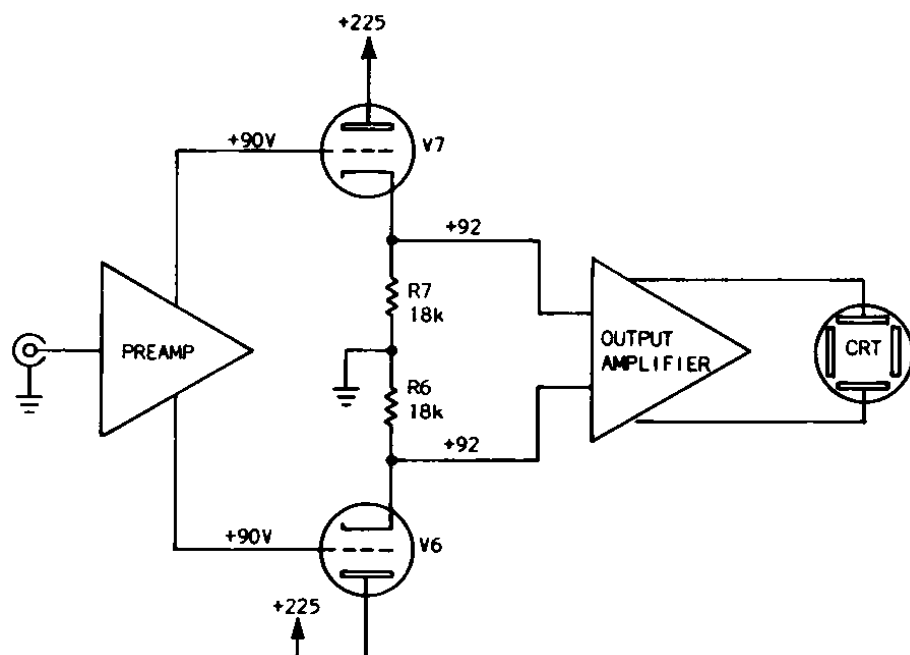 +225
+90V
V7
+92
R7
18k
PREAMP
OUTPUT
AMPLIFIER
CRT
R6
18k
+92
+90V
V6
+225